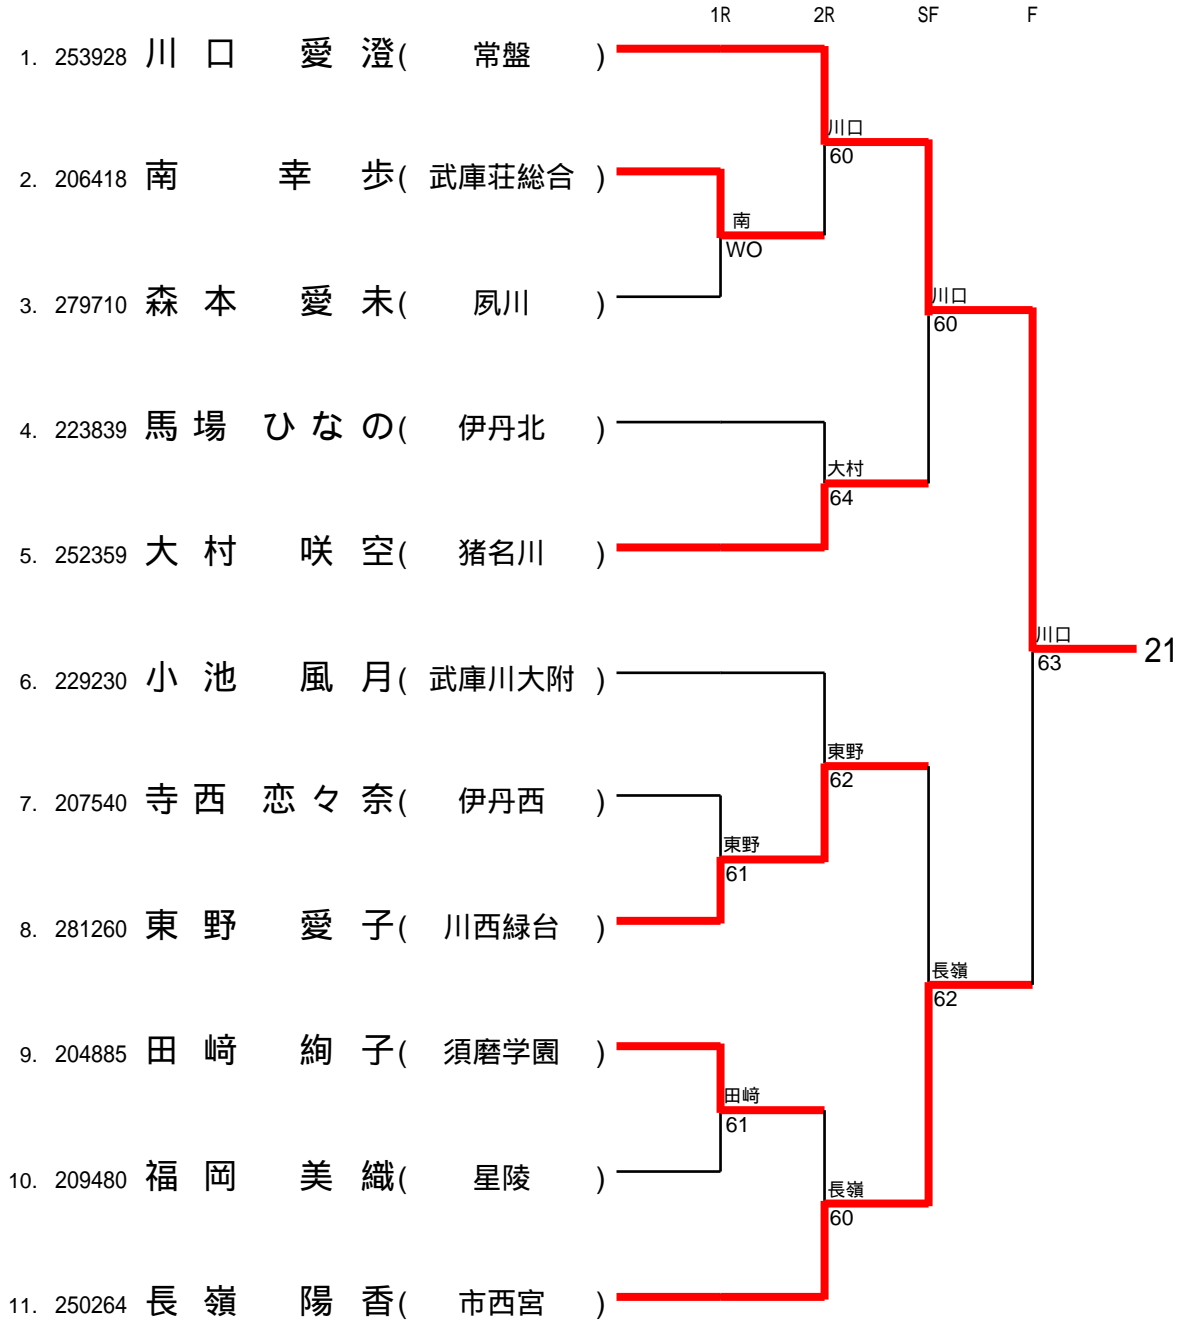 1R 2R SF F
1. 253928 川口 愛澄( 常盤 )
川口
60
2. 206418 南 幸歩( 武庫荘総合 )
南
WO
3. 279710 森本 愛未( 夙川 )
川口
60
4. 223839 馬場 ひなの( 伊丹北 )
大村
64
5. 252359 大村 咲空( 猪名川 )
川口
63
21
6. 229230 小池 風月( 武庫川大附 )
東野
62
7. 207540 寺西 恋々奈( 伊丹西 )
東野
61
8. 281260 東野 愛子( 川西緑台 )
長嶺
62
9. 204885 田﨑 絢子( 須磨学園 )
田﨑
61
10. 209480 福岡 美織( 星陵 )
長嶺
60
11. 250264 長嶺 陽香( 市西宮 )